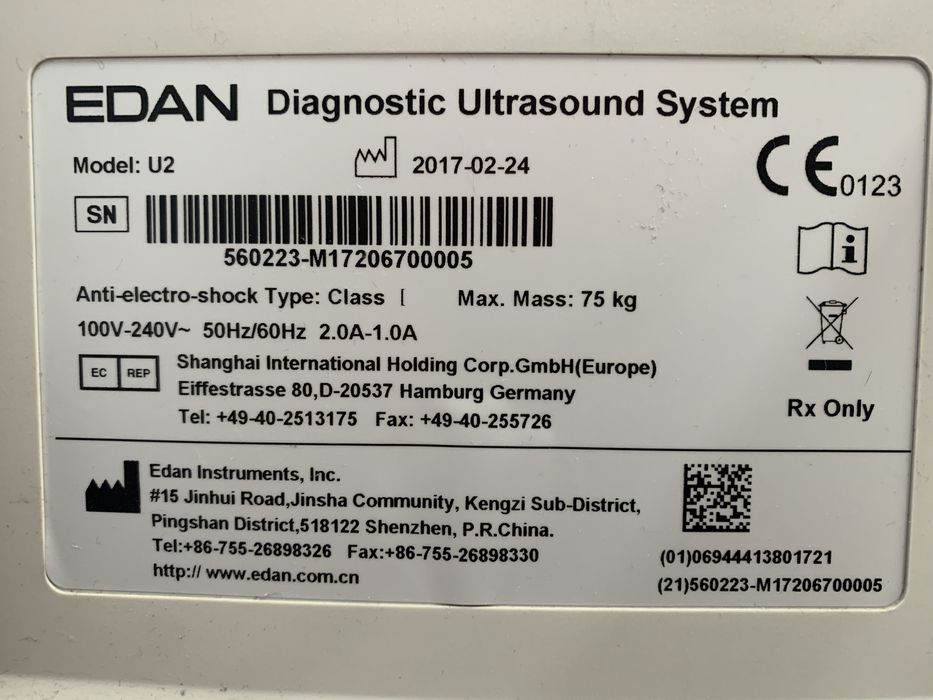 EDAN Diagnostic Ultrasound System
Model: U2
2017-02-24
CE0123
SN
560223-M17206700005
i
Anti-electro-shock Type: Class I Max. Mass: 75 kg
100V-240V~ 50Hz/60Hz 2.0A-1.0A
EC REP
Shanghai International Holding Corp.GmbH(Europe)
Eiffestrasse 80,D-20537 Hamburg Germany
Tel: +49-40-2513175 Fax: +49-40-255726
Rx Only
Edan Instruments, Inc.
#15 Jinhui Road,Jinsha Community, Kengzi Sub-District,
Pingshan District,518122 Shenzhen, P.R.China.
Tel:+86-755-26898326 Fax:+86-755-26898330
http:// www.edan.com.cn
(01)06944413801721
(21)560223-M17206700005